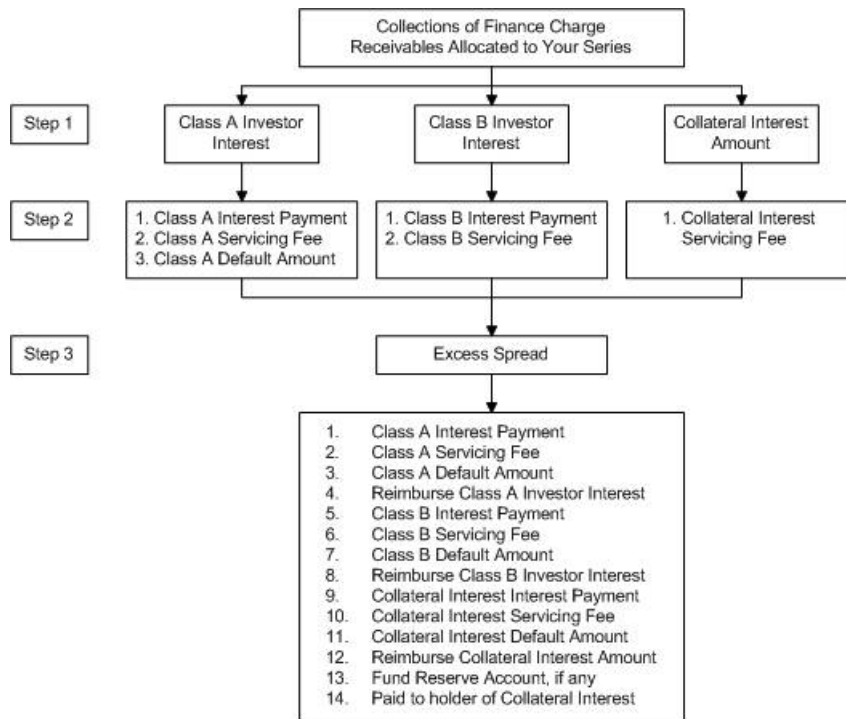 Collections of Finance Charge
Receivables Allocated to Your Series
Step 1
Class A Investor
Interest
Class B Investor
Interest
Collateral Interest
Amount
Step 2
1. Class A Interest Payment
2. Class A Servicing Fee
3. Class A Default Amount
1. Class B Interest Payment
2. Class B Servicing Fee
1. Collateral Interest
Servicing Fee
Step 3
Excess Spread
1. Class A Interest Payment
2. Class A Servicing Fee
3. Class A Default Amount
4. Reimburse Class A Investor Interest
5. Class B Interest Payment
6. Class B Servicing Fee
7. Class B Default Amount
8. Reimburse Class B Investor Interest
9. Collateral Interest Interest Payment
10. Collateral Interest Servicing Fee
11. Collateral Interest Default Amount
12. Reimburse Collateral Interest Amount
13. Fund Reserve Account, if any
14. Paid to holder of Collateral Interest